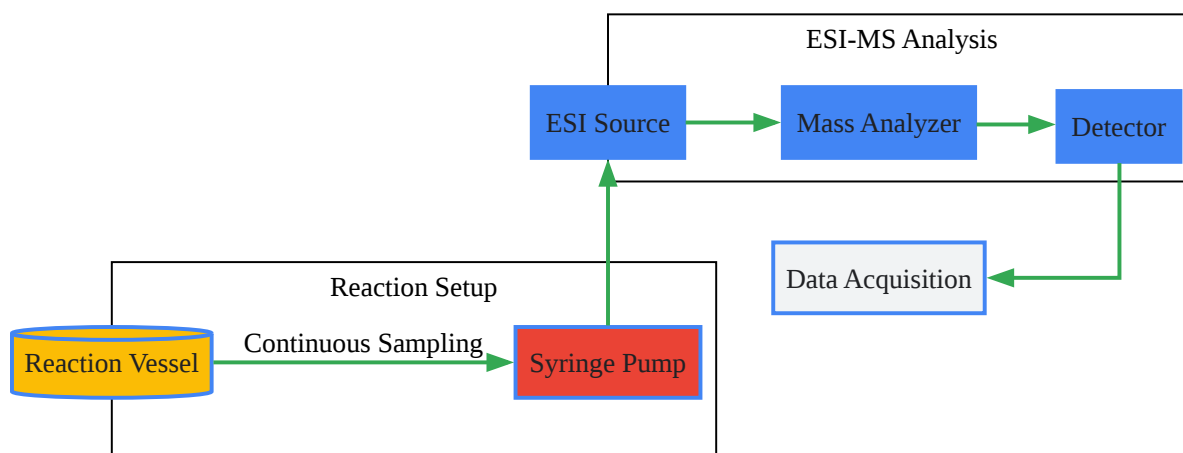 ESI-MS Analysis
ESI Source
Mass Analyzer
Detector
Data Acquisition
Reaction Setup
Reaction Vessel
Continuous Sampling
Syringe Pump